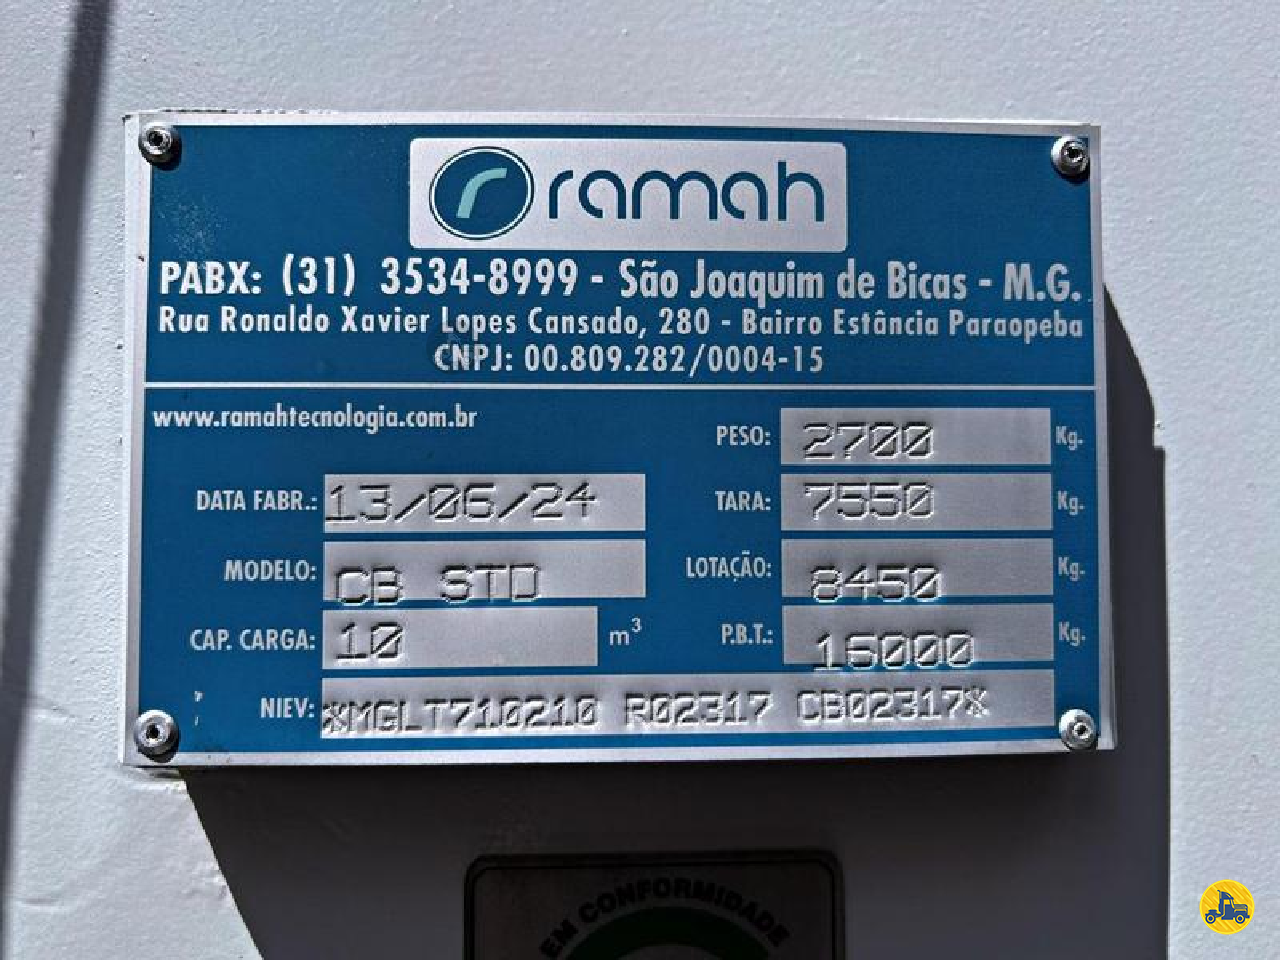 ramah
PABX: (31) 3534-8999 - São Joaquim de Bicas - M.G.
Rua Ronaldo Xavier Lopes Cansado, 280 - Bairro Estância Paraopeba
CNPJ: 00.809.282/0004-15
www.ramahtecnologia.com.br
PESO: 2700 Kg.
DATA FABR.: 13/06/24
TARA: 7550 Kg.
MODELO: CB STD
LOTAÇÃO: 8450 Kg.
CAP. CARGA: 10 m³
P.B.T.: 16000 Kg.
NIEV: *MGLT710210 R02317 CB02317*
EM CONFORMIDADE